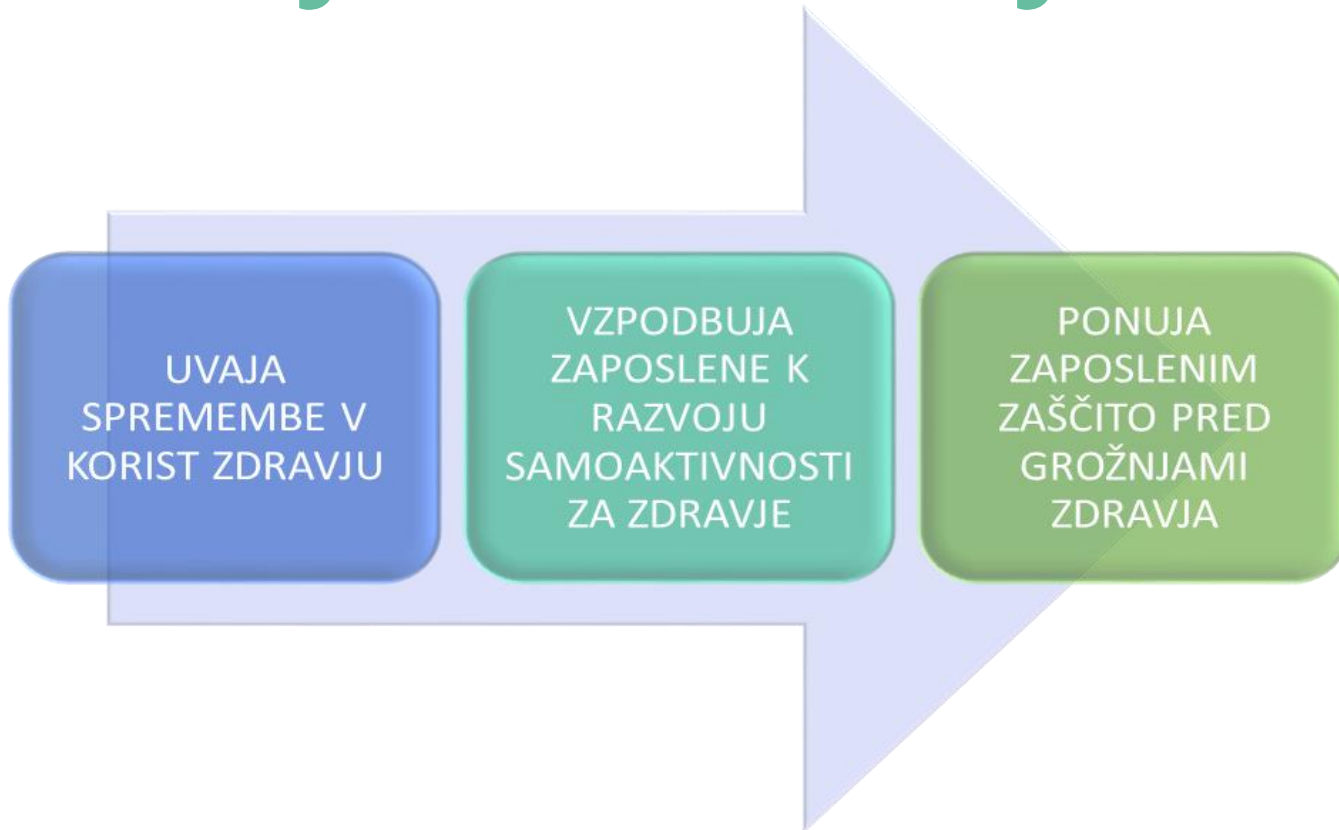 UVAJA
SPREMEMBE V
KORIST ZDRAVJU
VZPODBUJA
ZAPOSLENE K
RAZVOJU
SAMOAKTIVNOSTI
ZA ZDRAVJE
PONUJA
ZAPOSLENIM
ZAŠČITO PRED
GROŽNJAMI
ZDRAVJA